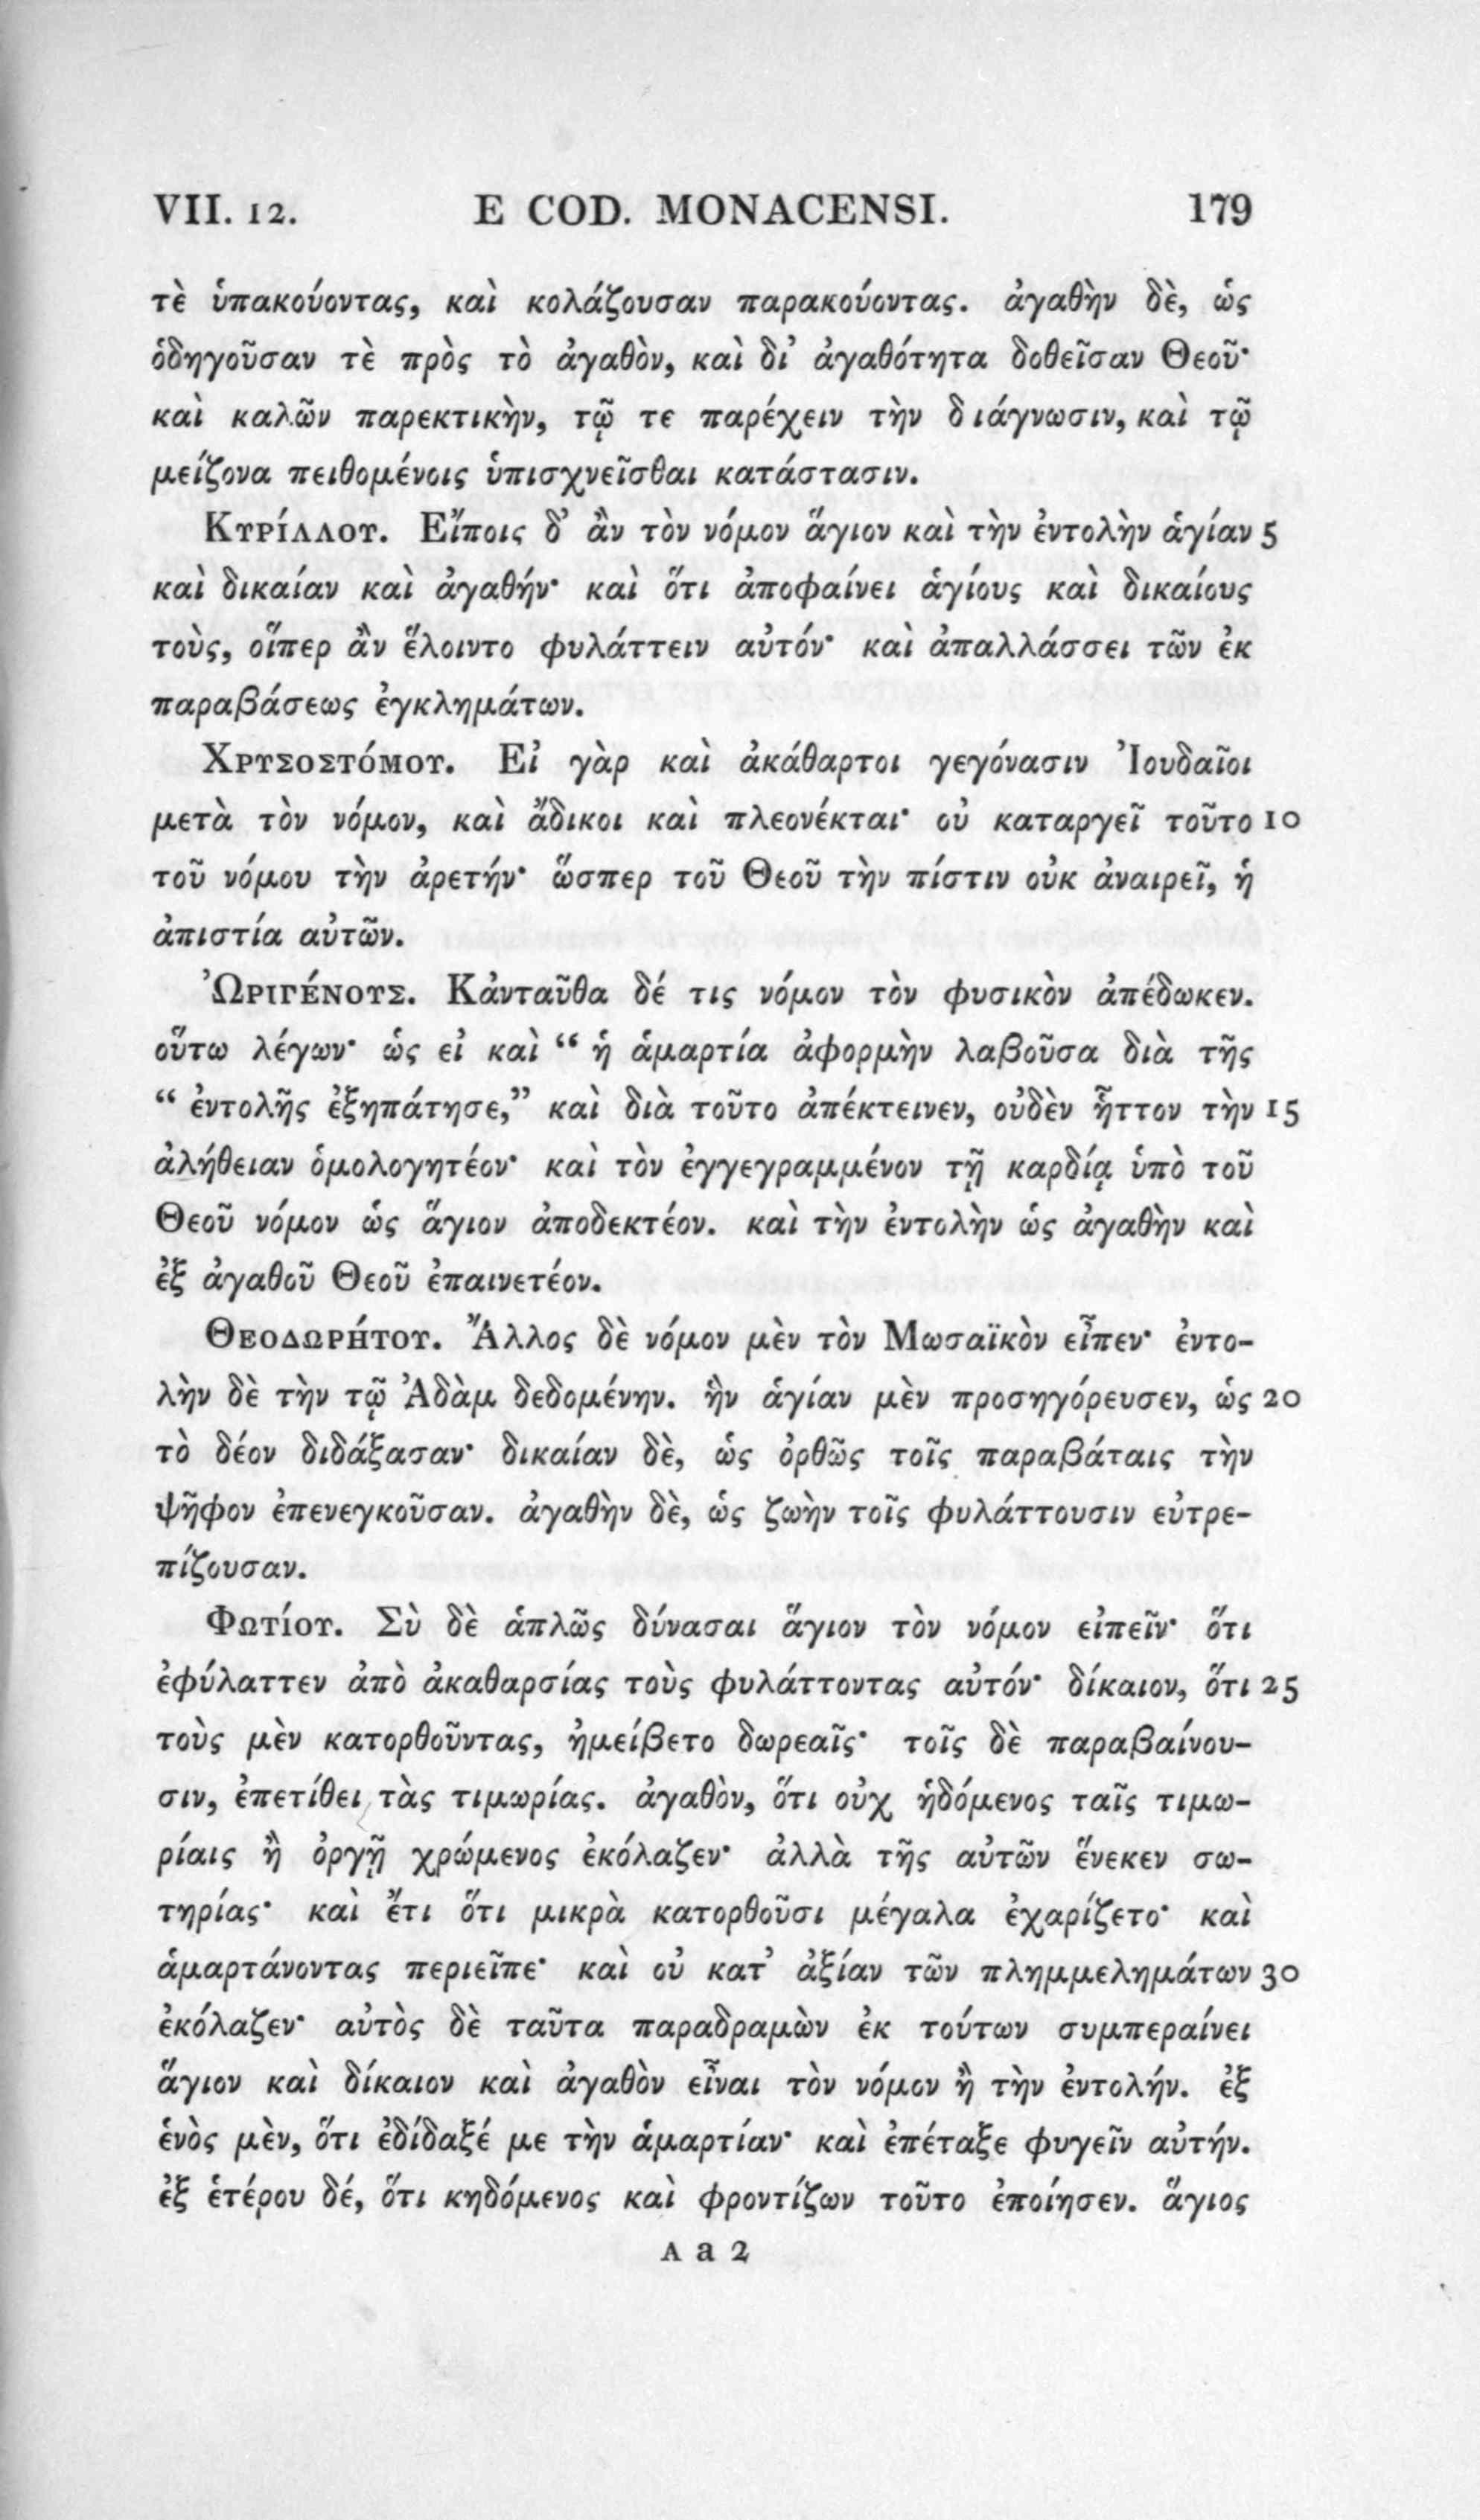 VII. 12. E COD. MONACENSI. 179
τὲ ὑπακούοντας, καὶ κολάζουσαν παρακούοντας. ἀγαθὴν δὲ, ὡς
ὁδηγοῦσαν τὲ πρὸς τὸ ἀγαθὸν, καὶ δι’ ἀγαθότητα δοθεῖσαν Θεοῦ·
καὶ καλῶν παρεκτικὴν, τῷ τε παρέχειν τὴν διάγνωσιν, καὶ τῷ
μείζονα πειθομένοις ὑπισχνεῖσθαι κατάστασιν.
Κυρίλλου. Εἴποις δ’ ἂν τὸν νόμον ἅγιον καὶ τὴν ἐντολὴν ἁγίαν 5
καὶ δικαίαν καὶ ἀγαθήν· καὶ ὅτι ἀποφαίνει ἁγίους καὶ δικαίους
τοὺς, οἵπερ ἂν ἕλοιντο φυλάττειν αὐτόν· καὶ ἀπαλλάσσει τῶν ἐκ
παραβάσεως ἐγκλημάτων.
Χρυσοστόμου. Εἰ γὰρ καὶ ἀκάθαρτοι γεγόνασιν Ἰουδαῖοι
μετὰ τὸν νόμον, καὶ ἄδικοι καὶ πλεονέκται· οὐ καταργεῖ τοῦτο 10
τοῦ νόμου τὴν ἀρετήν· ὥσπερ τοῦ Θεοῦ τὴν πίστιν οὐκ ἀναιρεῖ, ἡ
ἀπιστία αὐτῶν.
Ὠριγένους. Κἀνταῦθα δέ τις νόμον τὸν φυσικὸν ἀπέδωκεν.
οὕτω λέγων· ὡς εἰ καὶ “ ἡ ἁμαρτία ἀφορμὴν λαβοῦσα διὰ τῆς
“ ἐντολῆς ἐξηπάτησε,” καὶ διὰ τοῦτο ἀπέκτεινεν, οὐδὲν ἧττον τὴν 15
ἀλήθειαν ὁμολογητέον· καὶ τὸν ἐγγεγραμμένον τῇ καρδίᾳ ὑπὸ τοῦ
Θεοῦ νόμον ὡς ἅγιον ἀποδεκτέον. καὶ τὴν ἐντολὴν ὡς ἀγαθὴν καὶ
ἐξ ἀγαθοῦ Θεοῦ ἐπαινετέον.
Θεοδωρήτου. Ἄλλος δὲ νόμον μὲν τὸν Μωσαϊκὸν εἶπεν· ἐντο-
λὴν δὲ τὴν τῷ Ἀδὰμ δεδομένην. ἣν ἁγίαν μὲν προσηγόρευσεν, ὡς 20
τὸ δέον διδάξασαν· δικαίαν δὲ, ὡς ὀρθῶς τοῖς παραβάταις τὴν
ψῆφον ἐπενεγκοῦσαν. ἀγαθὴν δὲ, ὡς ζωὴν τοῖς φυλάττουσιν εὐτρε-
πίζουσαν.
Φωτίου. Σὺ δὲ ἁπλῶς δύνασαι ἅγιον τὸν νόμον εἰπεῖν· ὅτι
ἐφύλαττεν ἀπὸ ἀκαθαρσίας τοὺς φυλάττοντας αὐτόν· δίκαιον, ὅτι 25
τοὺς μὲν κατορθοῦντας, ἠμείβετο δωρεαῖς· τοῖς δὲ παραβαίνου-
σιν, ἐπετίθει τὰς τιμωρίας. ἀγαθὸν, ὅτι οὐχ ἡδόμενος ταῖς τιμω-
ρίαις ἢ ὀργῇ χρώμενος ἐκόλαζεν· ἀλλὰ τῆς αὐτῶν ἕνεκεν σω-
τηρίας· καὶ ἔτι ὅτι μικρὰ κατορθοῦσι μέγαλα ἐχαρίζετο· καὶ
ἁμαρτάνοντας περιεῖπε· καὶ οὐ κατ’ ἀξίαν τῶν πλημμελημάτων 30
ἐκόλαζεν· αὐτὸς δὲ ταῦτα παραδραμὼν ἐκ τούτων συμπεραίνει
ἅγιον καὶ δίκαιον καὶ ἀγαθὸν εἶναι τὸν νόμον ἢ τὴν ἐντολήν. ἐξ
ἑνὸς μὲν, ὅτι ἐδίδαξέ με τὴν ἁμαρτίαν· καὶ ἐπέταξε φυγεῖν αὐτήν.
ἐξ ἑτέρου δέ, ὅτι κηδόμενος καὶ φροντίζων τοῦτο ἐποίησεν. ἅγιος
A a 2